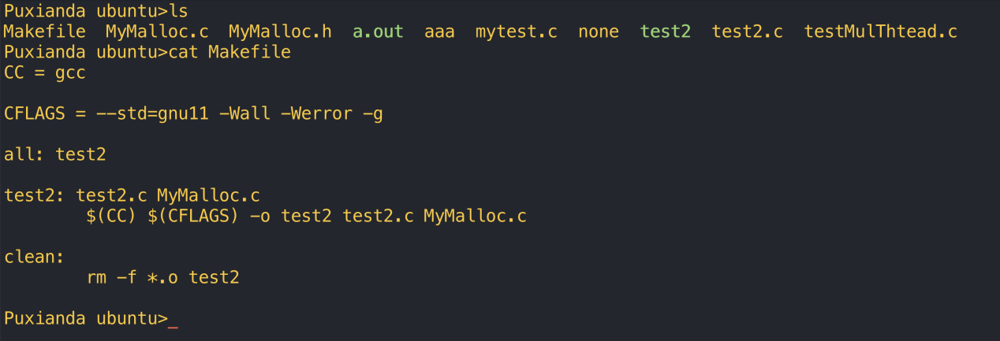 Puxianda ubuntu>ls
Makefile  MyMalloc.c  MyMalloc.h  a.out  aaa  mytest.c  none  test2  test2.c  testMulThtead.c
Puxianda ubuntu>cat Makefile
CC = gcc
CFLAGS = --std=gnu11 -Wall -Werror -g
all: test2
test2: test2.c MyMalloc.c
        $(CC) $(CFLAGS) -o test2 test2.c MyMalloc.c
clean:
        rm -f *.o test2
Puxianda ubuntu>_